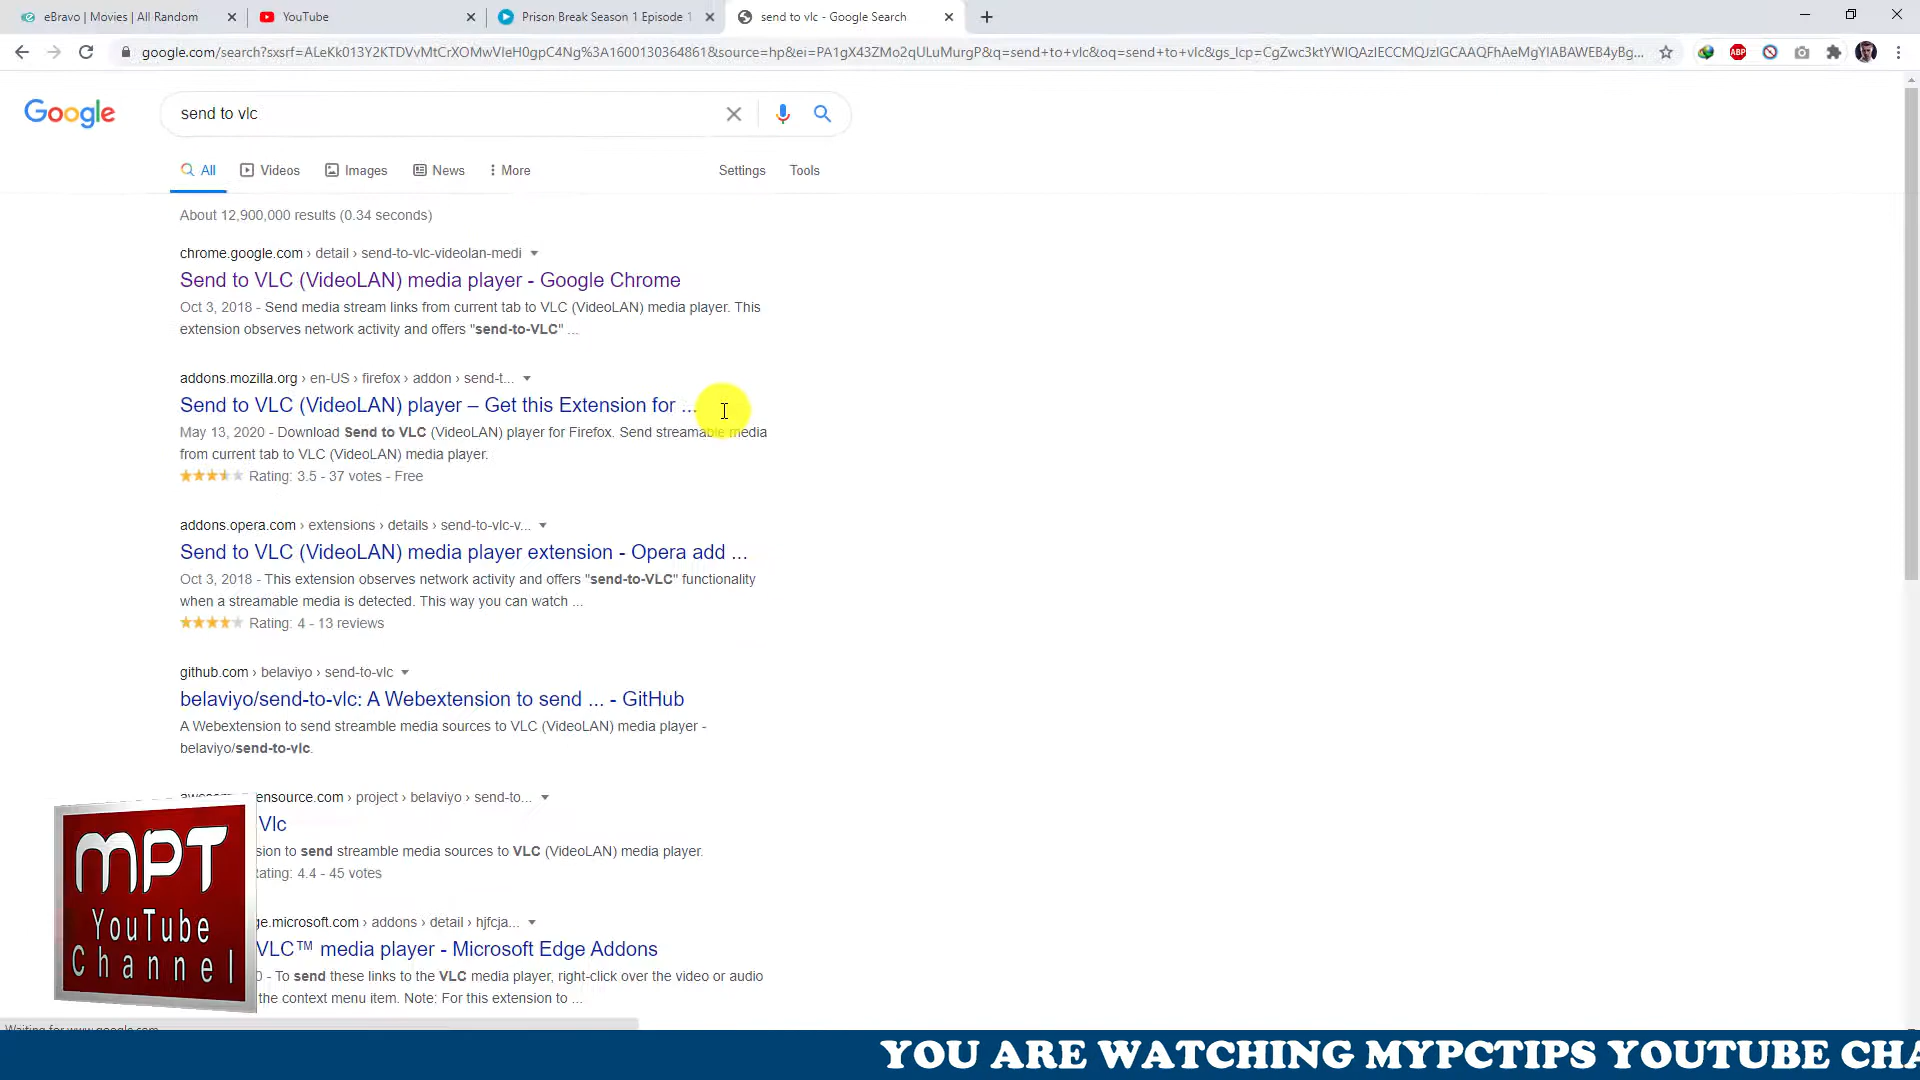 eBravo | Movies | All Random
YouTube
Prison Break Season 1 Episode 1
send to vlc - Google Search
google.com/search?sxsrf=ALeKk013Y2KTDVvMtCrXOMwVIeH0gpC4Ng%3A1600130364861&source=hp&ei=PA1gX43ZMo2qULuMurgP&q=send+to+vlc&oq=send+to+vlc&gs_lcp=CgZwc3ktYWIQAzIECCMQJzIGCAAQFhAeMgYIABAWEB4yBg...
ABP
Google
send to vlc
All
Videos
Images
News
More
Settings
Tools
About 12,900,000 results (0.34 seconds)
chrome.google.com › detail › send-to-vlc-videolan-medi
Send to VLC (VideoLAN) media player - Google Chrome
Oct 3, 2018 - Send media stream links from current tab to VLC (VideoLAN) media player. This
extension observes network activity and offers "send-to-VLC" ...
addons.mozilla.org › en-US › firefox › addon › send-t...
Send to VLC (VideoLAN) player – Get this Extension for ...
May 13, 2020 - Download Send to VLC (VideoLAN) player for Firefox. Send streamable media
from current tab to VLC (VideoLAN) media player.
Rating: 3.5 - 37 votes - Free
addons.opera.com › extensions › details › send-to-vlc-v...
Send to VLC (VideoLAN) media player extension - Opera add ...
Oct 3, 2018 - This extension observes network activity and offers "send-to-VLC" functionality
when a streamable media is detected. This way you can watch ...
Rating: 4 - 13 reviews
github.com › belaviyo › send-to-vlc
belaviyo/send-to-vlc: A Webextension to send ... - GitHub
A Webextension to send streamble media sources to VLC (VideoLAN) media player -
belaviyo/send-to-vlc.
ensource.com › project › belaviyo › send-to...
Vlc
sion to send streamble media sources to VLC (VideoLAN) media player.
ating: 4.4 - 45 votes
ge.microsoft.com › addons › detail › hjfcja...
VLC™ media player - Microsoft Edge Addons
0 - To send these links to the VLC media player, right-click over the video or audio
the context menu item. Note: For this extension to ...
MPT
YouTube
Channel
YOU ARE WATCHING MYPCTIPS YOUTUBE CHA